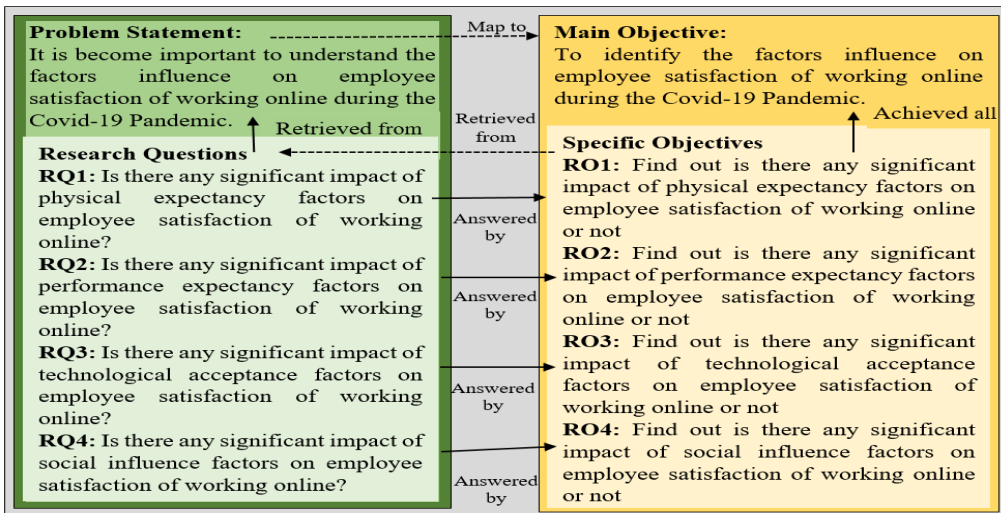 Problem Statement:
It is become important to understand the
factors influence on employee
satisfaction of working online during the
Covid-19 Pandemic.
Retrieved from
Research Questions
RQ1: Is there any significant impact of
physical expectancy factors on
employee satisfaction of working
online?
RQ2: Is there any significant impact of
performance expectancy factors on
employee satisfaction of working
online?
RQ3: Is there any significant impact of
technological acceptance factors on
employee satisfaction of working
online?
RQ4: Is there any significant impact of
social influence factors on employee
satisfaction of working online?
Map to
Retrieved
from
Answered
by
Answered
by
Answered
by
Answered
by
Main Objective:
To identify the factors influence on
employee satisfaction of working online
during the Covid-19 Pandemic.
Achieved all
Specific Objectives
RO1: Find out is there any significant
impact of physical expectancy factors on
employee satisfaction of working online
or not
RO2: Find out is there any significant
impact of performance expectancy factors
on employee satisfaction of working
online or not
RO3: Find out is there any significant
impact of technological acceptance
factors on employee satisfaction of
working online or not
RO4: Find out is there any significant
impact of social influence factors on
employee satisfaction of working online
or not